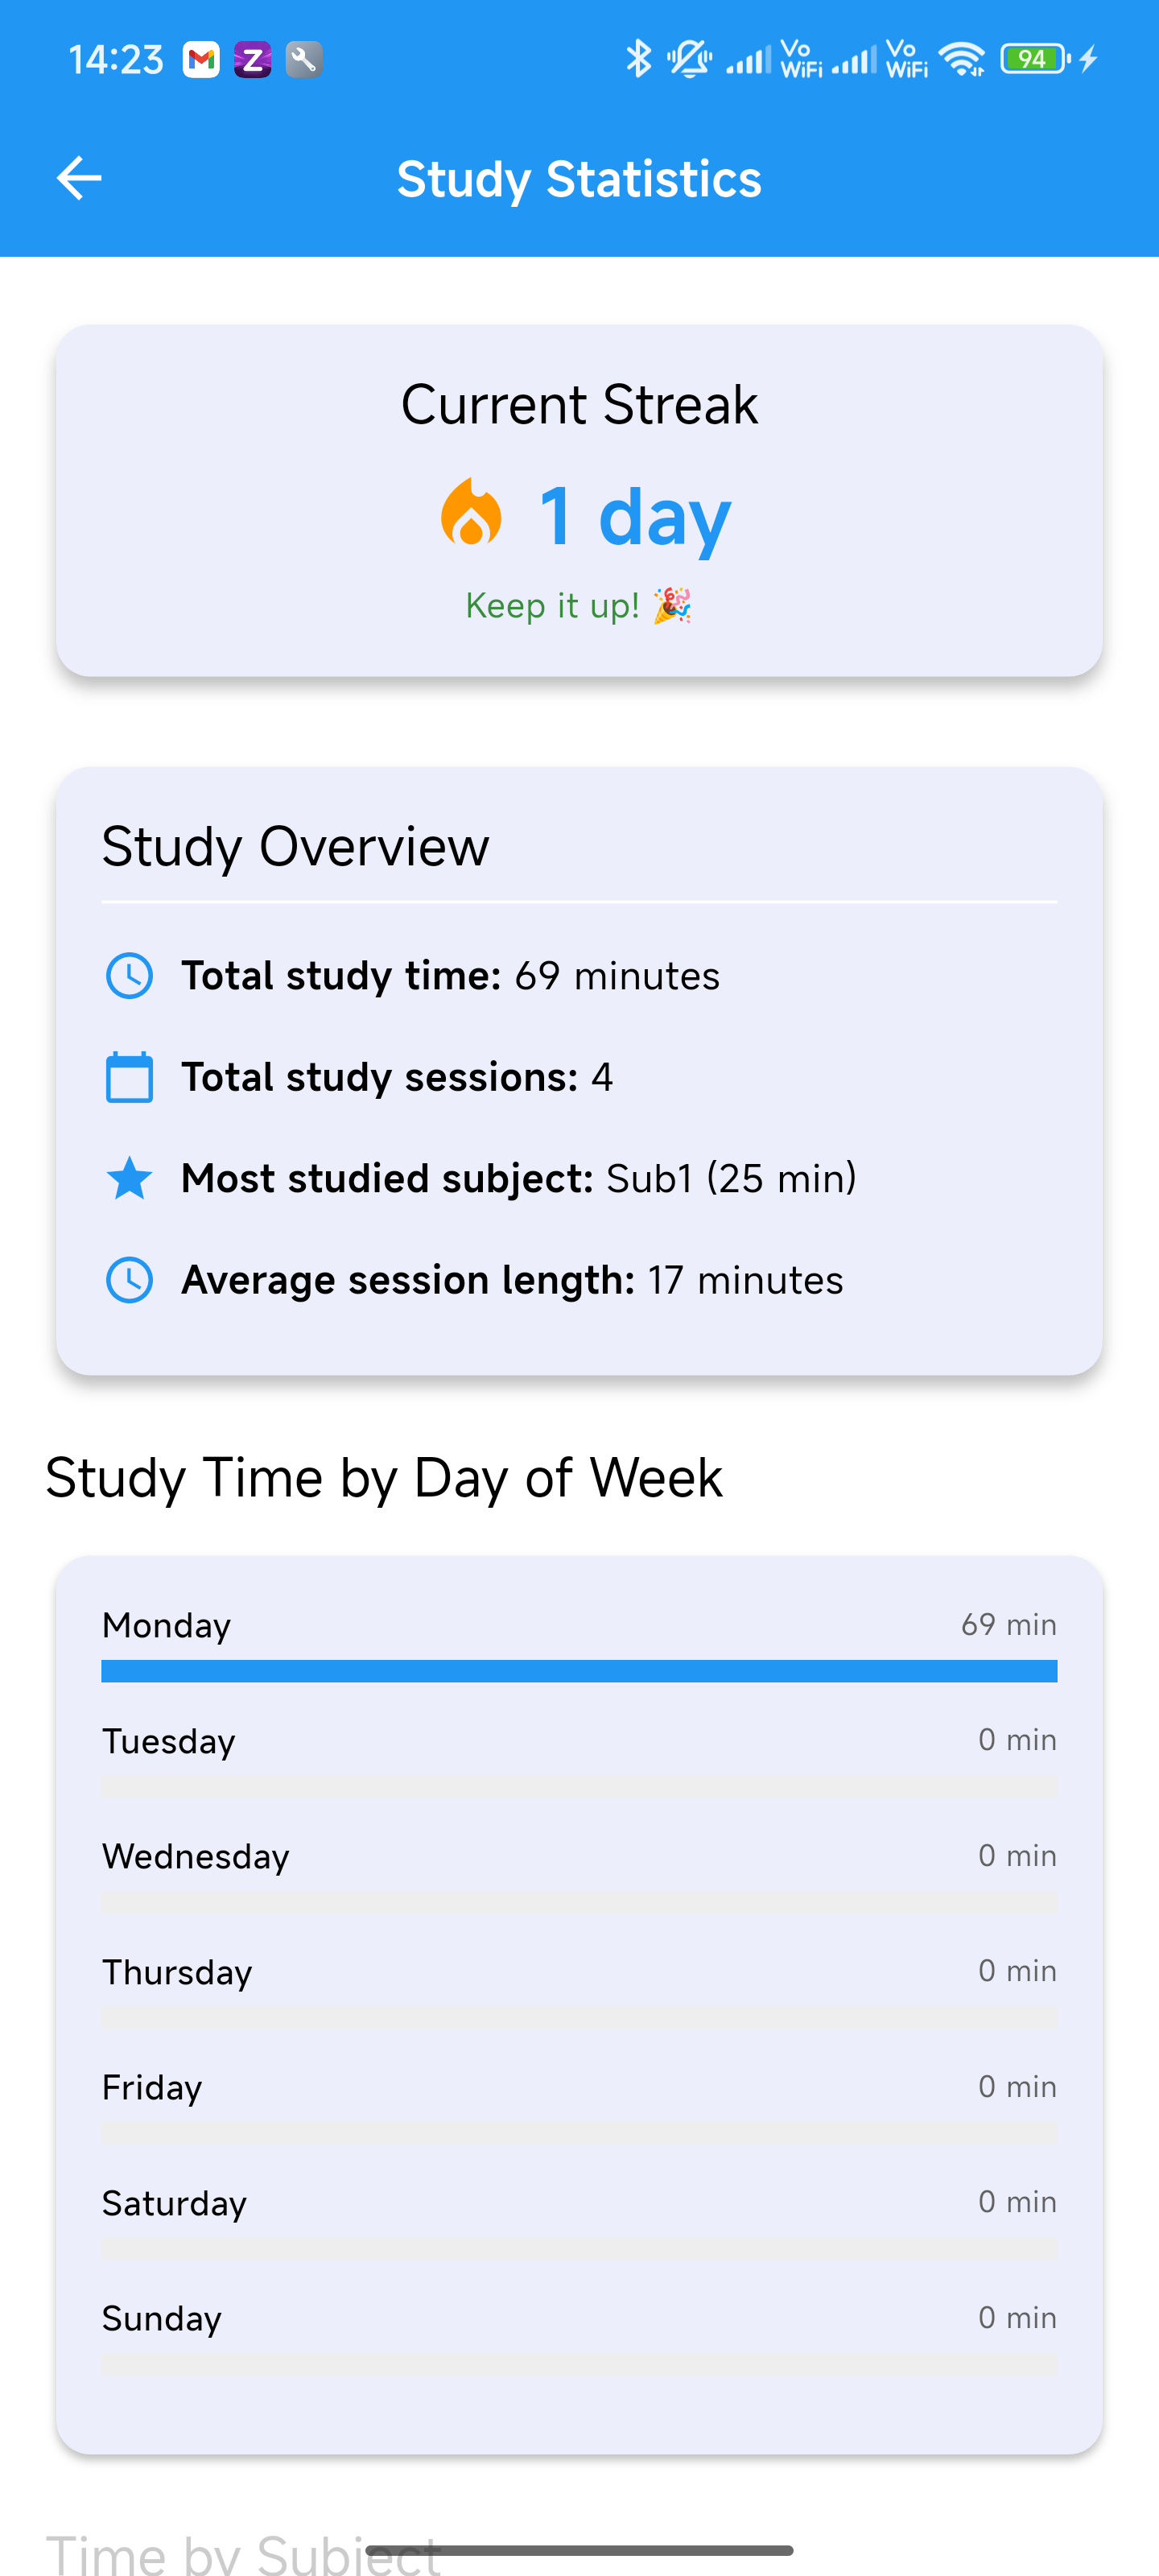 14:23
Vo WiFi
Vo WiFi
94
Study Statistics
Current Streak
1 day
Keep it up! 🎉
Study Overview
Total study time: 69 minutes
Total study sessions: 4
Most studied subject: Sub1 (25 min)
Average session length: 17 minutes
Study Time by Day of Week
Monday 69 min
Tuesday 0 min
Wednesday 0 min
Thursday 0 min
Friday 0 min
Saturday 0 min
Sunday 0 min
Time by Subject